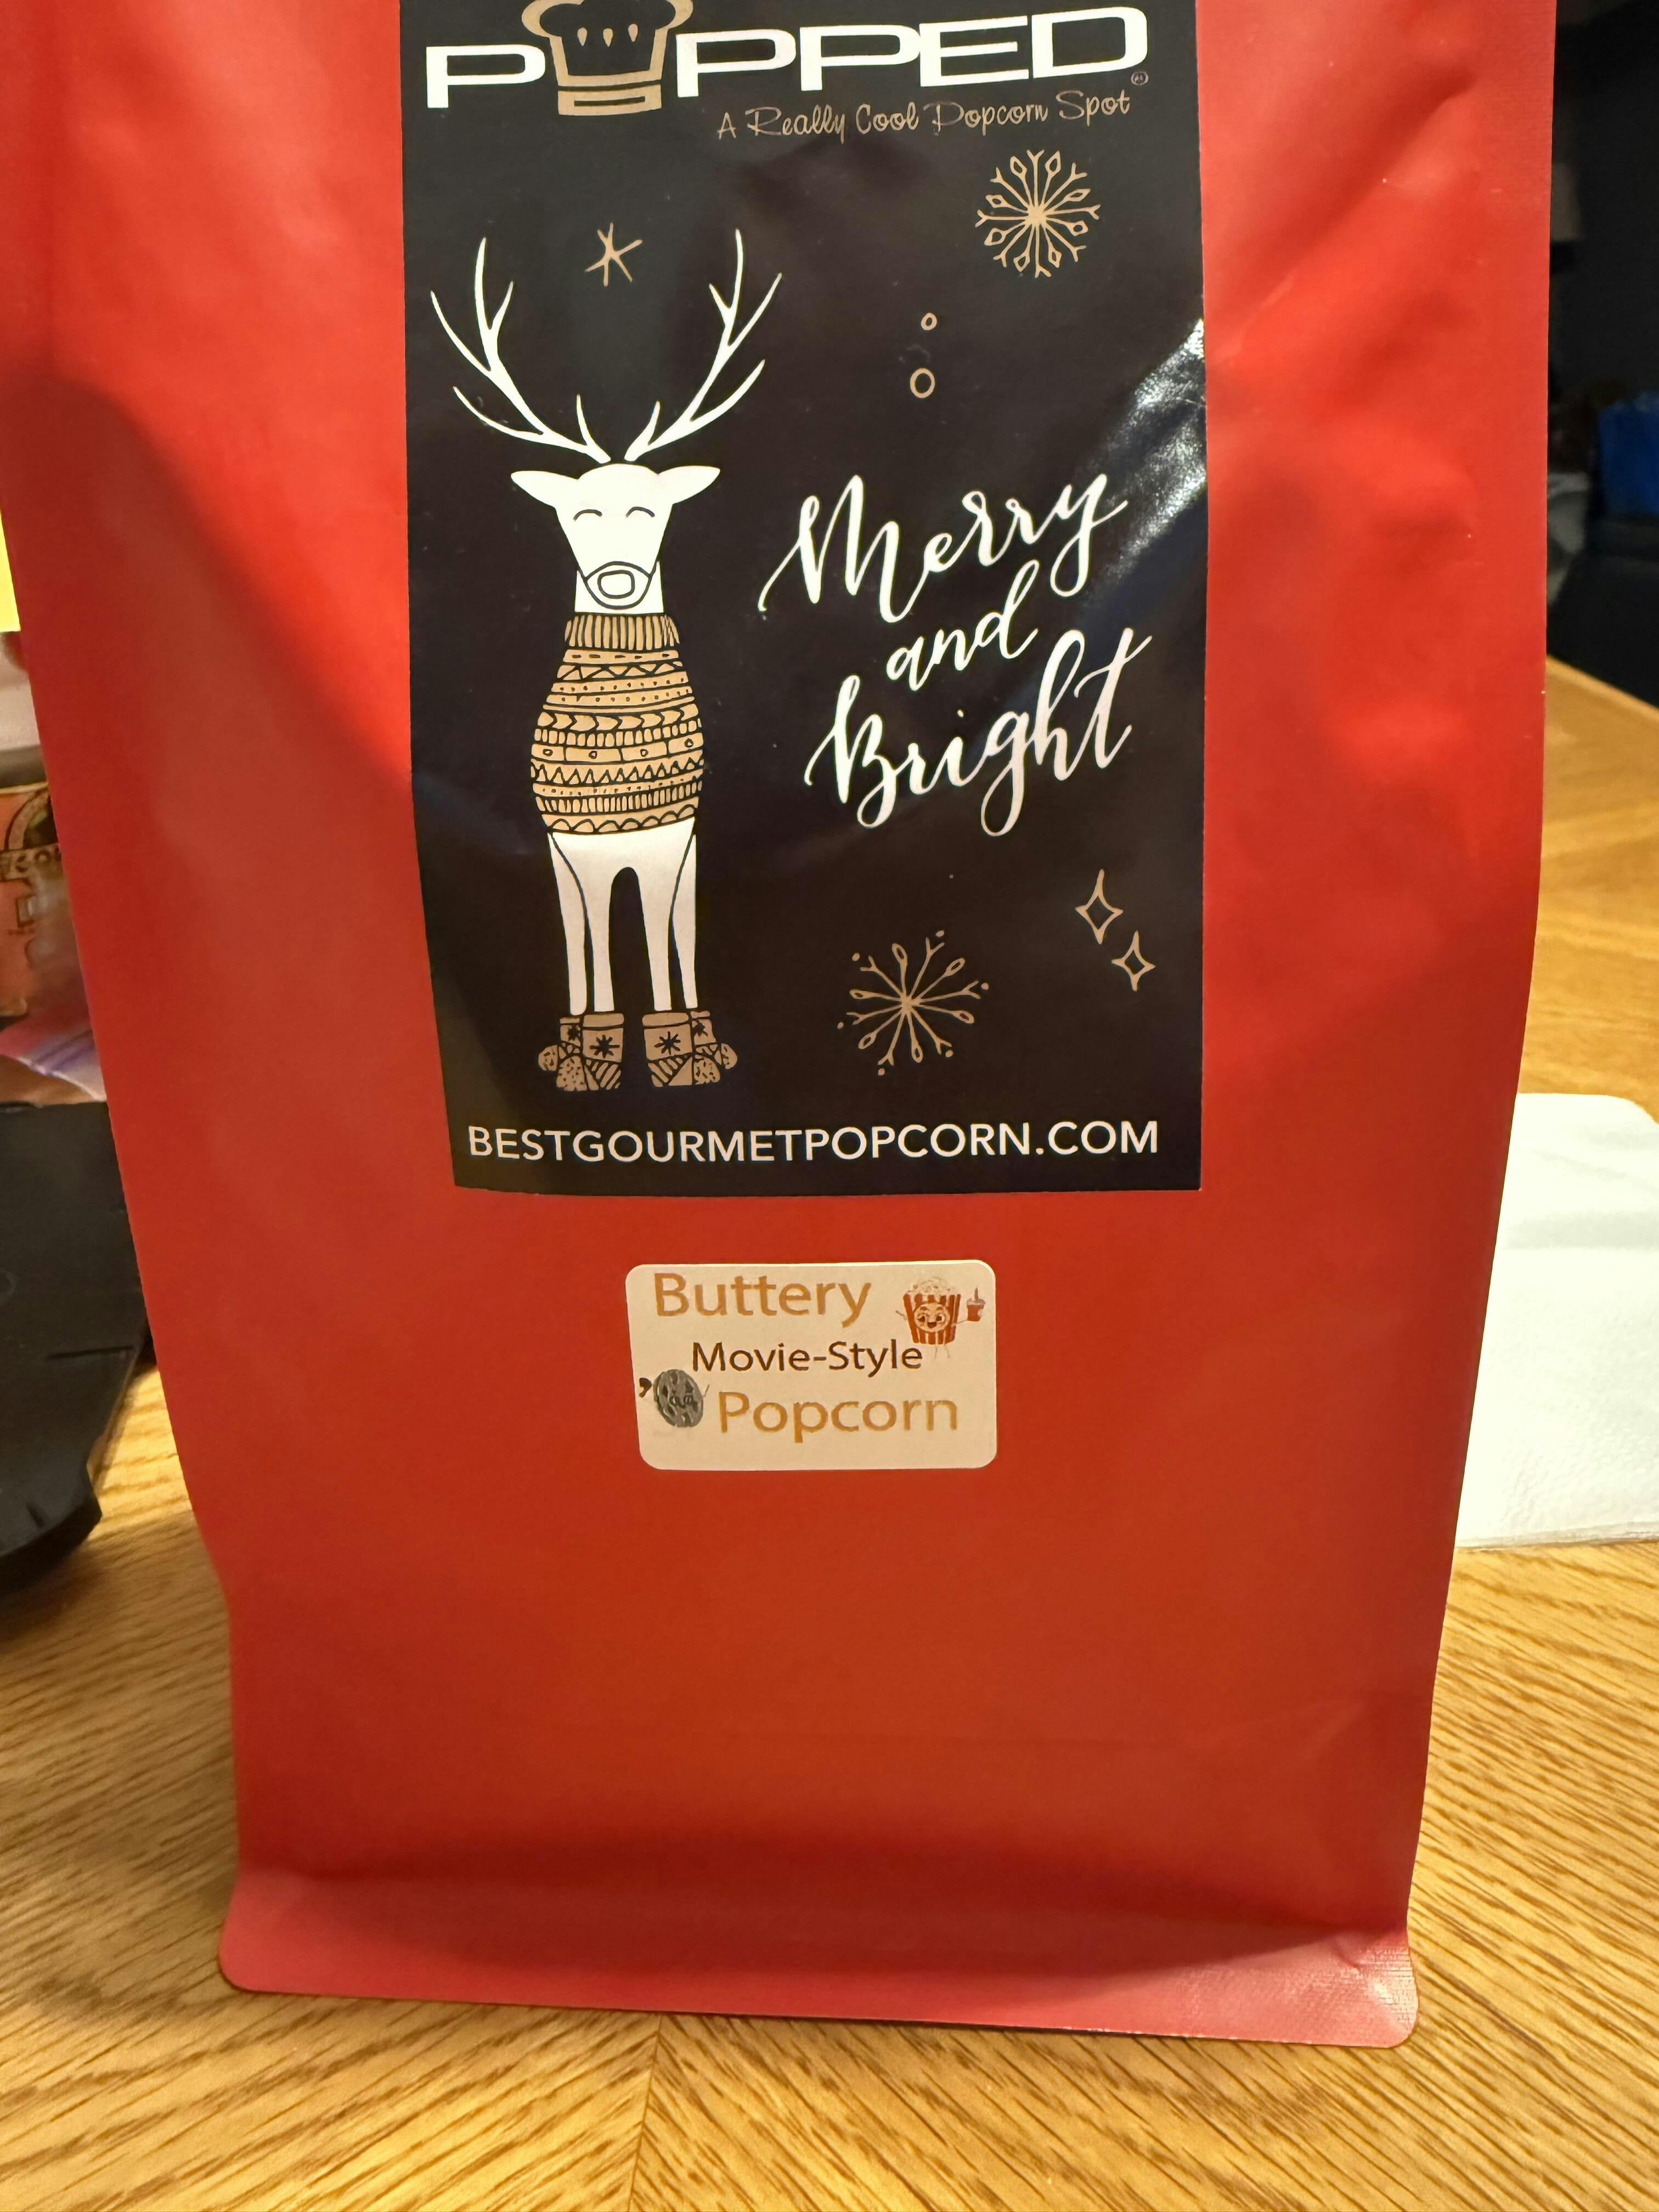 POPPED
A Really Cool Popcorn Spot
Merry
and
Bright
BESTGOURMETPOPCORN.COM
Buttery
Movie-Style
Popcorn